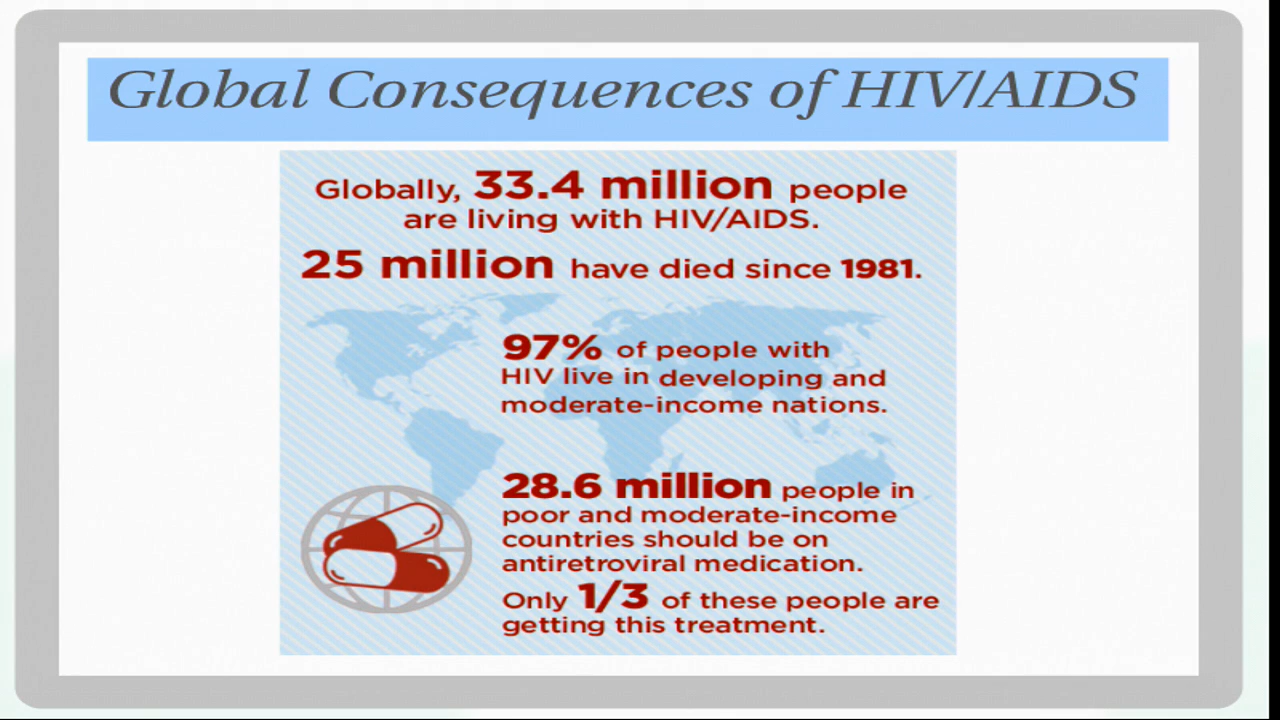 Global Consequences of HIV/AIDS
Globally, 33.4 million people
are living with HIV/AIDS.
25 million have died since 1981.
97% of people with
HIV live in developing and
moderate-income nations.
28.6 million people in
poor and moderate-income
countries should be on
antiretroviral medication.
Only 1/3 of these people are
getting this treatment.